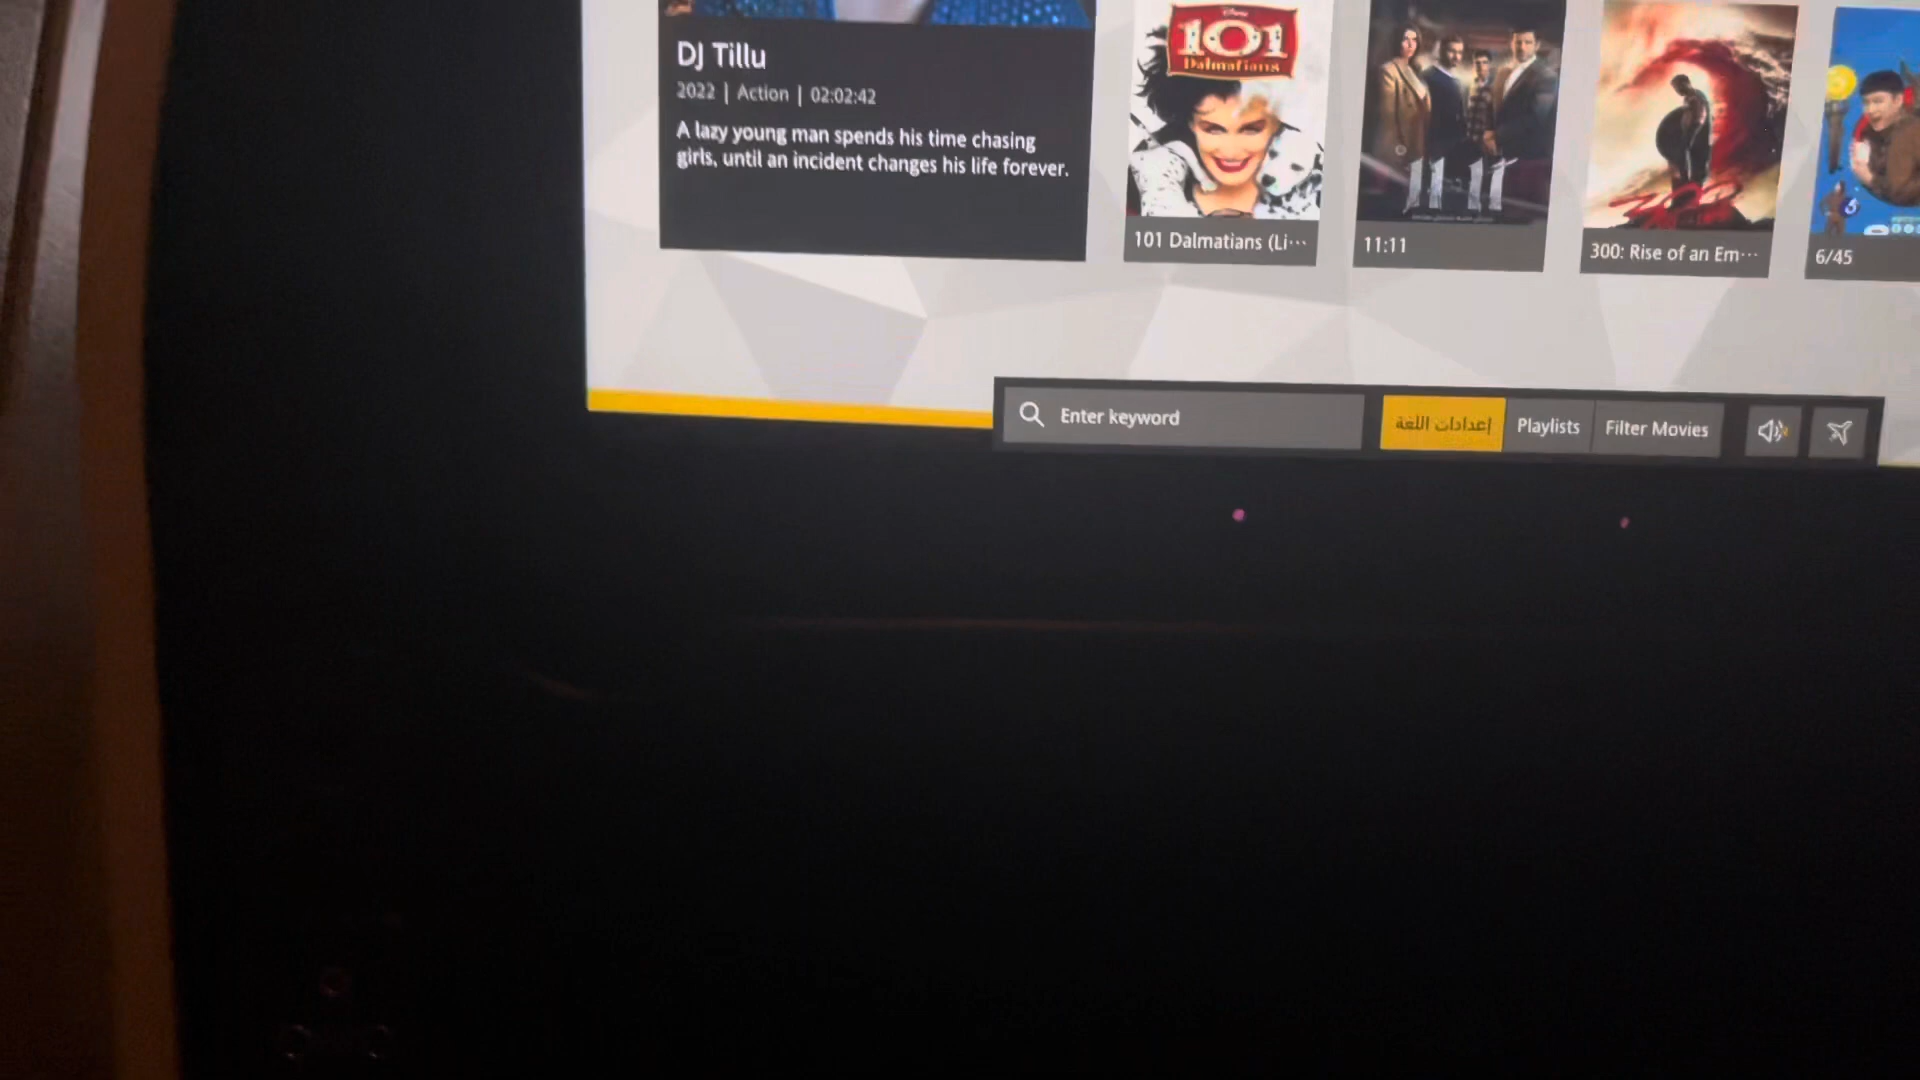 DJ Tillu
2022 | Action | 02:02:42
A lazy young man spends his time chasing
girls, until an incident changes his life forever.
Disney
101
Dalmatians
101 Dalmatians (Li...
11:11
11:11
300
300: Rise of an Em...
6/45
Enter keyword
إعدادات اللغة
Playlists
Filter Movies